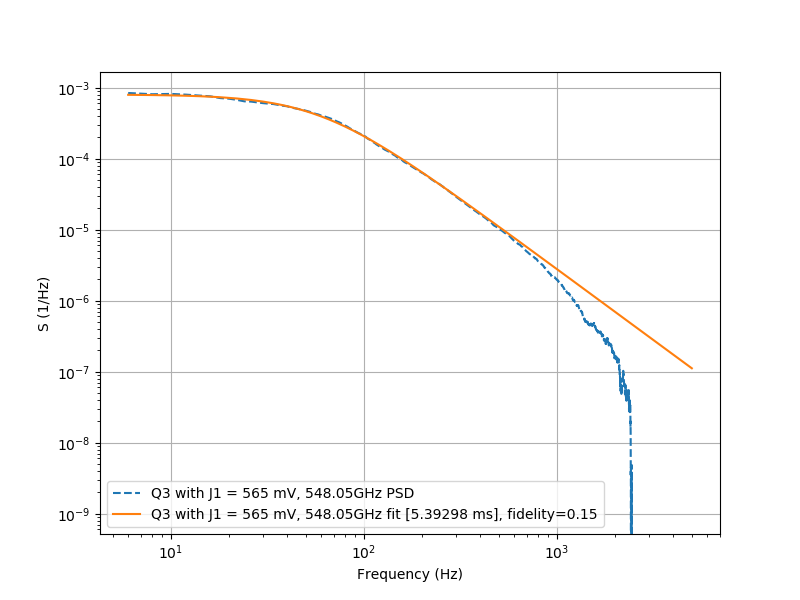 10⁻³
10⁻⁴
10⁻⁵
10⁻⁶
10⁻⁷
10⁻⁸
10⁻⁹
S (1/Hz)
Q3 with J1 = 565 mV, 548.05GHz PSD
Q3 with J1 = 565 mV, 548.05GHz fit [5.39298 ms], fidelity=0.15
10¹ 10² 10³
Frequency (Hz)